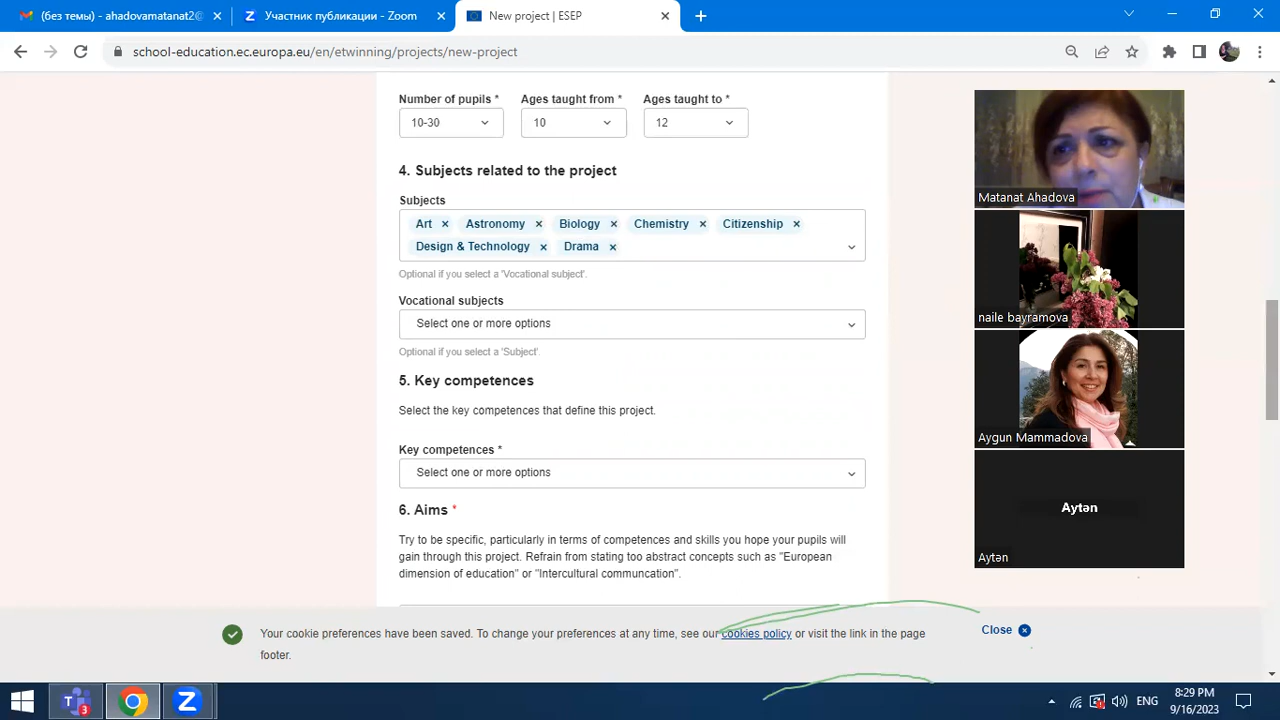 (без темы) - ahadovamatanat2@
Участник публикации - Zoom
New project | ESEP
school-education.ec.europa.eu/en/etwinning/projects/new-project
Number of pupils * Ages taught from * Ages taught to *
10-30 10 12
4. Subjects related to the project
Subjects
Art Astronomy Biology Chemistry Citizenship
Design & Technology Drama
Optional if you select a 'Vocational subject'.
Vocational subjects
Select one or more options
Optional if you select a 'Subject'.
5. Key competences
Select the key competences that define this project.
Key competences *
Select one or more options
6. Aims *
Try to be specific, particularly in terms of competences and skills you hope your pupils will
gain through this project. Refrain from stating too abstract concepts such as "European
dimension of education" or "Intercultural communcation".
Matanat Ahadova
naile bayramova
Aygun Mammadova
Aytən
Aytən
Your cookie preferences have been saved. To change your preferences at any time, see our cookies policy or visit the link in the page
footer.
Close
3
ENG
8:29 PM
9/16/2023